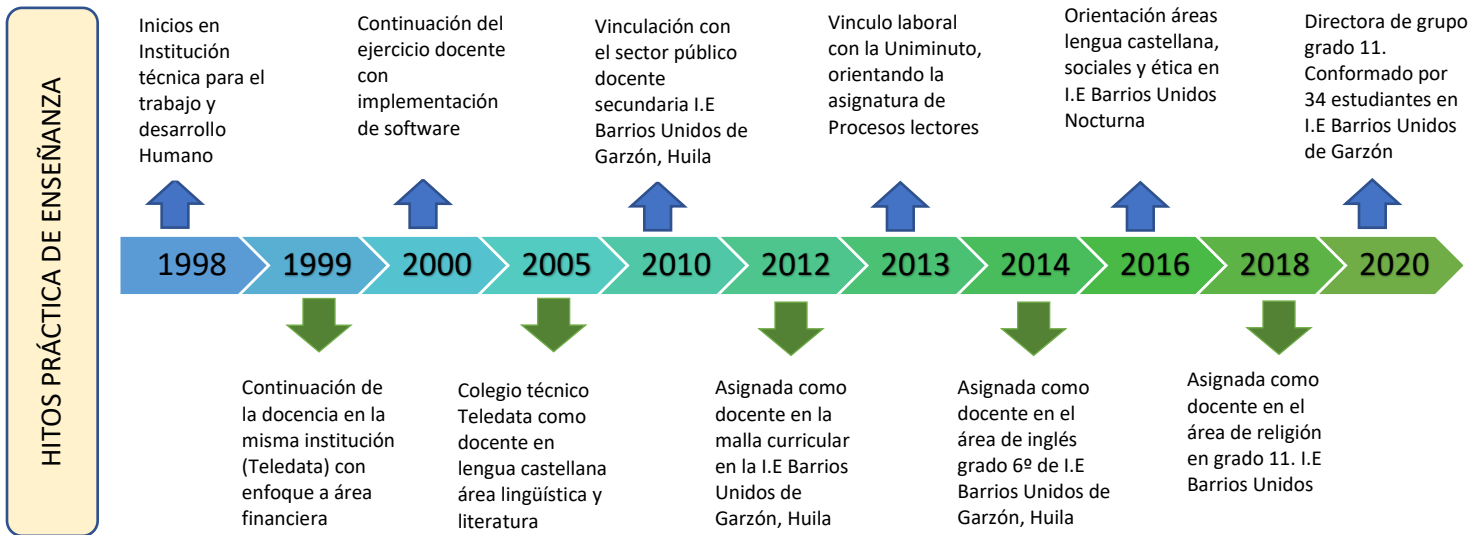 HITOS PRÁCTICA DE ENSEÑANZA
Inicios en
Institución
técnica para el
trabajo y
desarrollo
Humano
Continuación del
ejercicio docente
con
implementación
de software
Vinculación con
el sector público
docente
secundaria I.E
Barrios Unidos de
Garzón, Huila
Vinculo laboral
con la Uniminuto,
orientando la
asignatura de
Procesos lectores
Orientación áreas
lengua castellana,
sociales y ética en
I.E Barrios Unidos
Nocturna
Directora de grupo
grado 11.
Conformado por
34 estudiantes en
I.E Barrios Unidos
de Garzón
1998 1999 2000 2005 2010 2012 2013 2014 2016 2018 2020
Continuación de
la docencia en la
misma institución
(Teledata) con
enfoque a área
financiera
Colegio técnico
Teledata como
docente en
lengua castellana
área lingüística y
literatura
Asignada como
docente en la
malla curricular
en la I.E Barrios
Unidos de
Garzón, Huila
Asignada como
docente en el
área de inglés
grado 6º de I.E
Barrios Unidos de
Garzón, Huila
Asignada como
docente en el
área de religión
en grado 11. I.E
Barrios Unidos